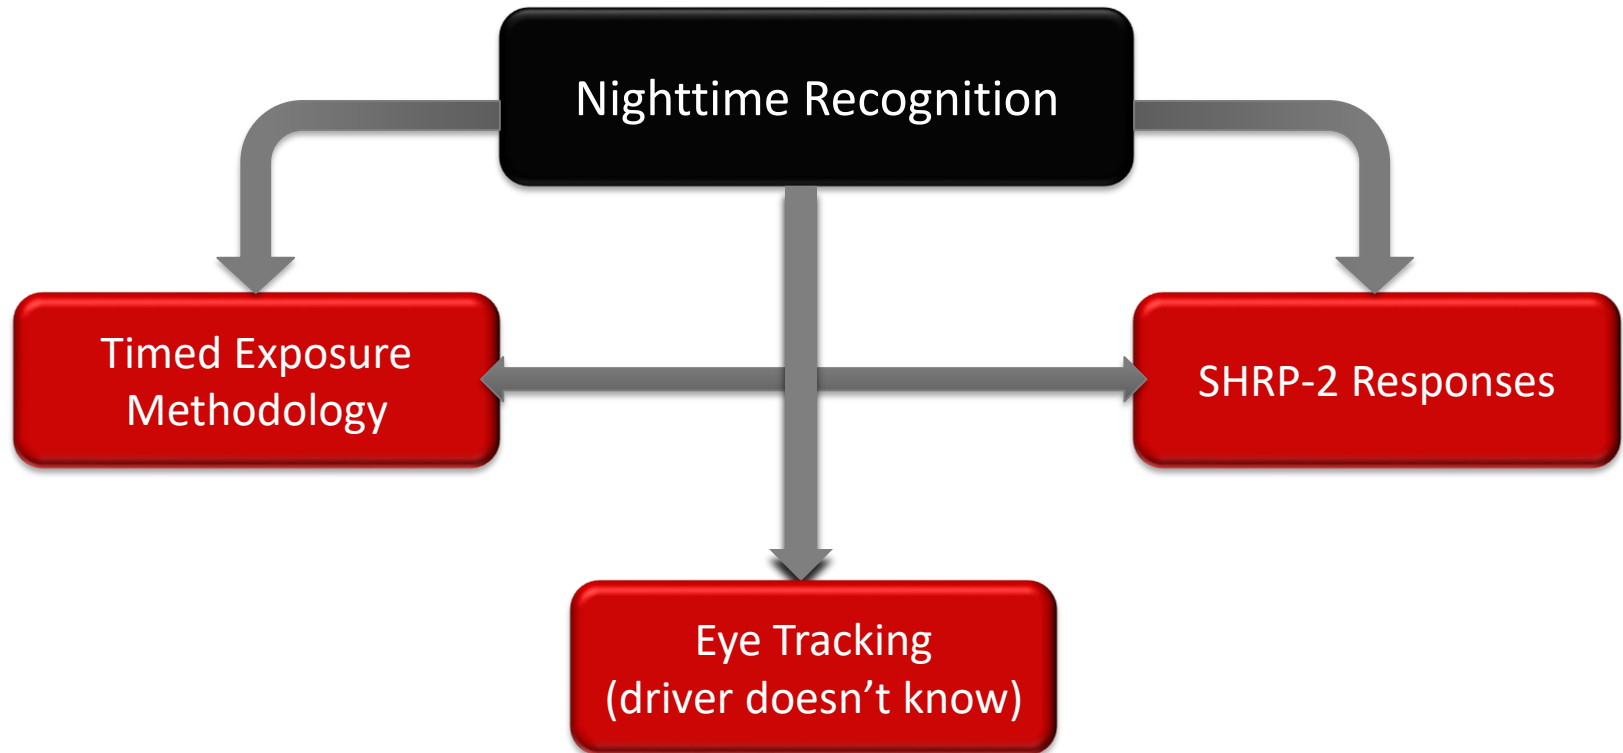 Nighttime Recognition
Timed Exposure
Methodology
SHRP-2 Responses
Eye Tracking
(driver doesn’t know)